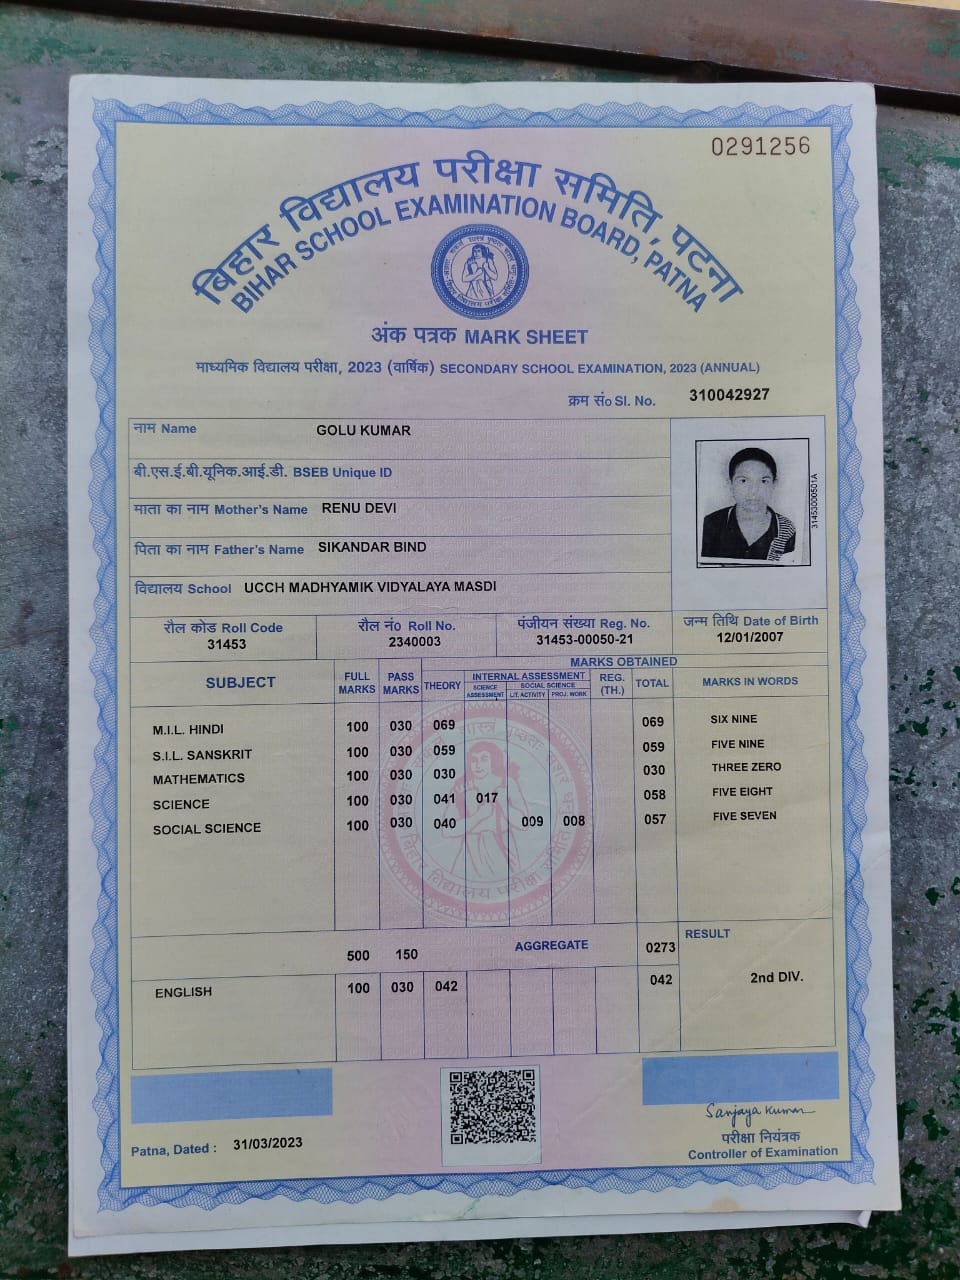 0291256
बिहार विद्यालय परीक्षा समिति, पटना
BIHAR SCHOOL EXAMINATION BOARD, PATNA
अंक पत्रक MARK SHEET
माध्यमिक विद्यालय परीक्षा, 2023 (वार्षिक) SECONDARY SCHOOL EXAMINATION, 2023 (ANNUAL)
क्रम सं० Sl. No. 310042927
नाम Name GOLU KUMAR
बी.एस.ई.बी.यूनिक.आई.डी. BSEB Unique ID
माता का नाम Mother's Name RENU DEVI
पिता का नाम Father's Name SIKANDAR BIND
विद्यालय School UCCH MADHYAMIK VIDYALAYA MASDI
31453000501A
रौल कोड Roll Code रौल नं० Roll No. पंजीयन संख्या Reg. No. जन्म तिथि Date of Birth
31453 2340003 31453-00050-21 12/01/2007
MARKS OBTAINED
SUBJECT FULL MARKS PASS MARKS THEORY INTERNAL ASSESSMENT REG. (TH.) TOTAL MARKS IN WORDS
SCIENCE ASSESSMENT SOCIAL SCIENCE
LIT. ACTIVITY PROJ. WORK
M.I.L. HINDI 100 030 069 069 SIX NINE
S.I.L. SANSKRIT 100 030 059 059 FIVE NINE
MATHEMATICS 100 030 030 030 THREE ZERO
SCIENCE 100 030 041 017 058 FIVE EIGHT
SOCIAL SCIENCE 100 030 040 009 008 057 FIVE SEVEN
बिहार विद्यालय परीक्षा समिति
500 150 AGGREGATE 0273 RESULT
2nd DIV.
ENGLISH 100 030 042 042
Sanjaya Kumar
परीक्षा नियंत्रक
Patna, Dated : 31/03/2023 Controller of Examination